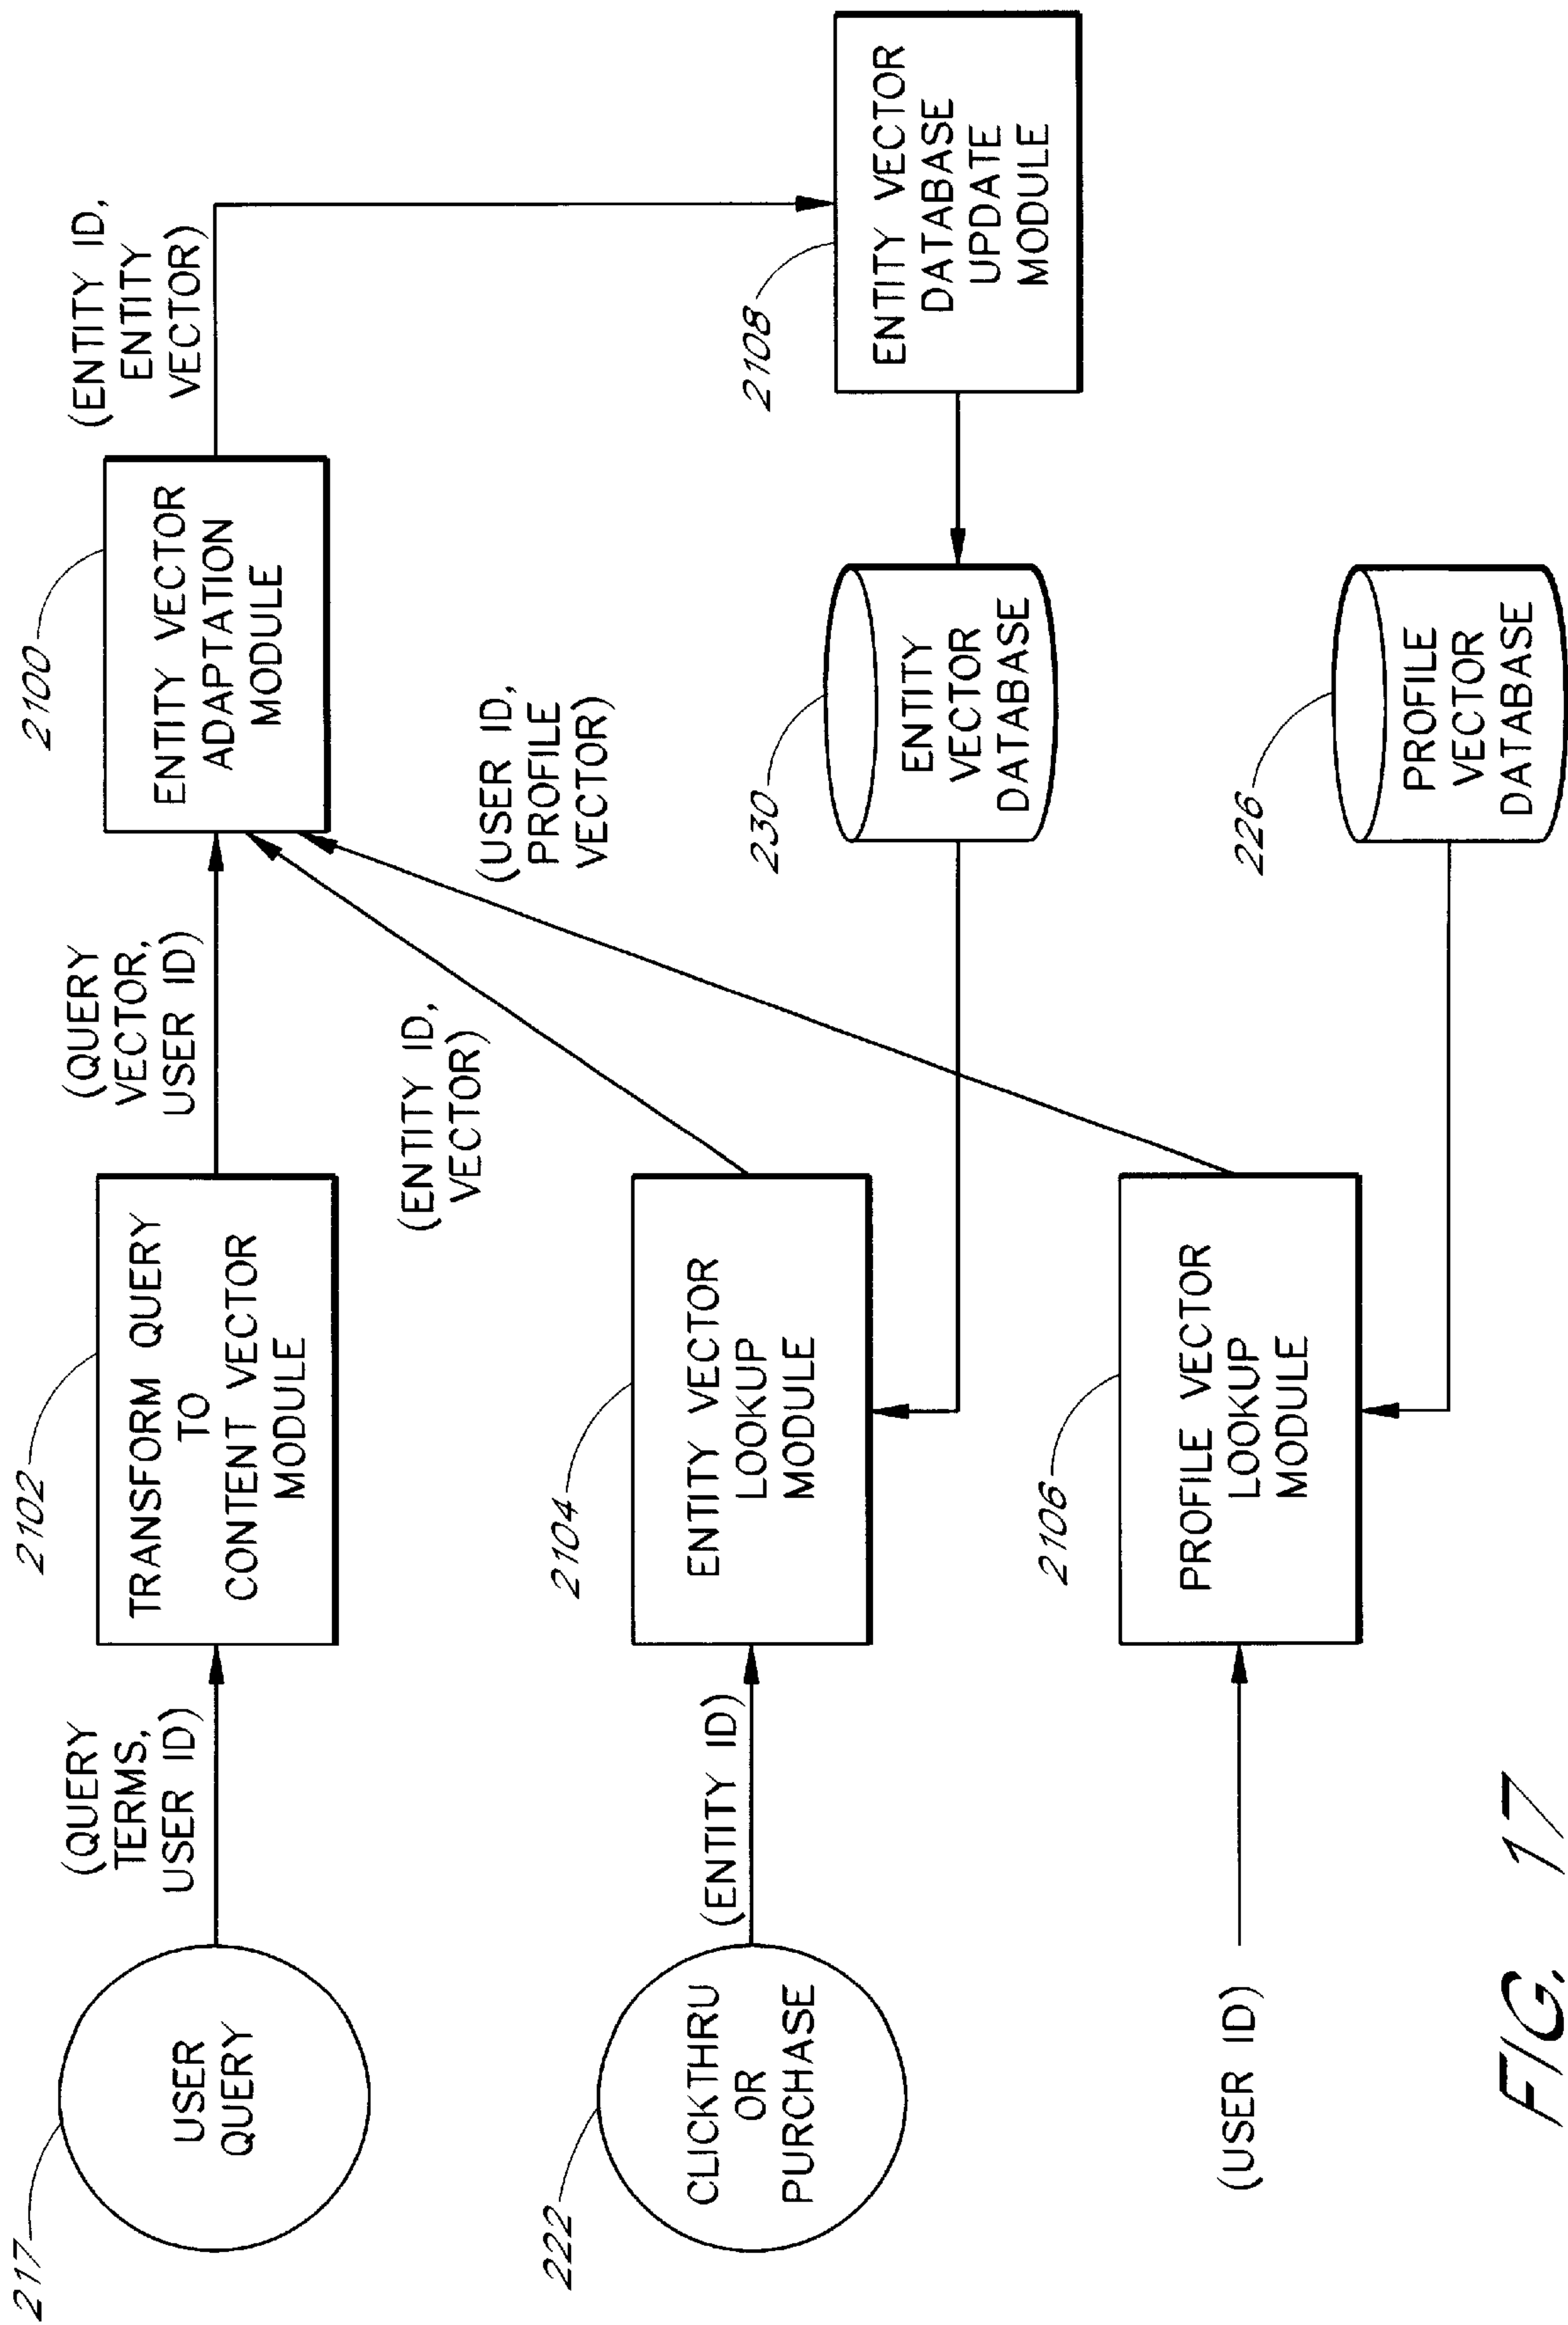 217
USER
QUERY
(QUERY
TERMS,
USER ID)
2102
TRANSFORM QUERY
TO
CONTENT VECTOR
MODULE
(QUERY
VECTOR,
USER ID)
2100
ENTITY VECTOR
ADAPTATION
MODULE
(ENTITY ID,
ENTITY
VECTOR)
222
CLICKTHRU
OR
PURCHASE
(ENTITY ID)
2104
ENTITY VECTOR
LOOKUP
MODULE
(ENTITY ID,
VECTOR)
(USER ID,
PROFILE
VECTOR)
230
ENTITY
VECTOR
DATABASE
2108
ENTITY VECTOR
DATABASE
UPDATE
MODULE
(USER ID)
2106
PROFILE VECTOR
LOOKUP
MODULE
226
PROFILE
VECTOR
DATABASE
FIG. 17